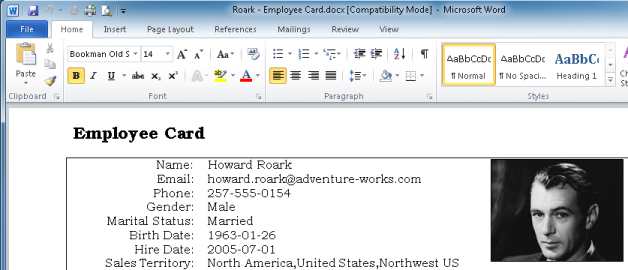 Roark - Employee Card.docx [Compatibility Mode] - Microsoft Word
File Home Insert Page Layout References Mailings Review View
Bookman Old S 14
AaBbCcDc AaBbCcDc AaBbC
Paste
¶ Normal ¶ No Spaci... Heading 1
Clipboard Font Paragraph Styles
Employee Card
Name: Howard Roark
Email: howard.roark@adventure-works.com
Phone: 257-555-0154
Gender: Male
Marital Status: Married
Birth Date: 1963-01-26
Hire Date: 2005-07-01
Sales Territory: North America,United States,Northwest US